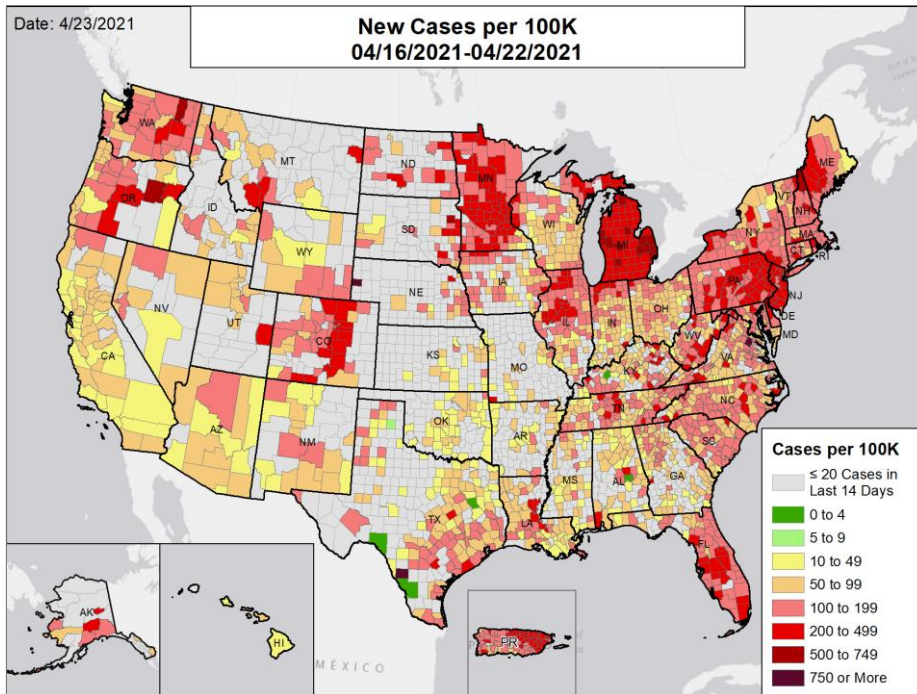 Date: 4/23/2021
New Cases per 100K
04/16/2021-04/22/2021
WA
MT
ND
MN
ME
OR
ID
SD
WI
MI
VT
NH
NY
MA
CT
RI
WY
NE
IA
PA
NJ
NV
UT
CO
IL
IN
OH
DE
MD
WV
VA
CA
KS
MO
KY
AZ
NM
OK
AR
TN
NC
SC
MS
AL
GA
TX
LA
FL
AK
HI
PR
MÉXICO
Cases per 100K
≤ 20 Cases in
Last 14 Days
0 to 4
5 to 9
10 to 49
50 to 99
100 to 199
200 to 499
500 to 749
750 or More